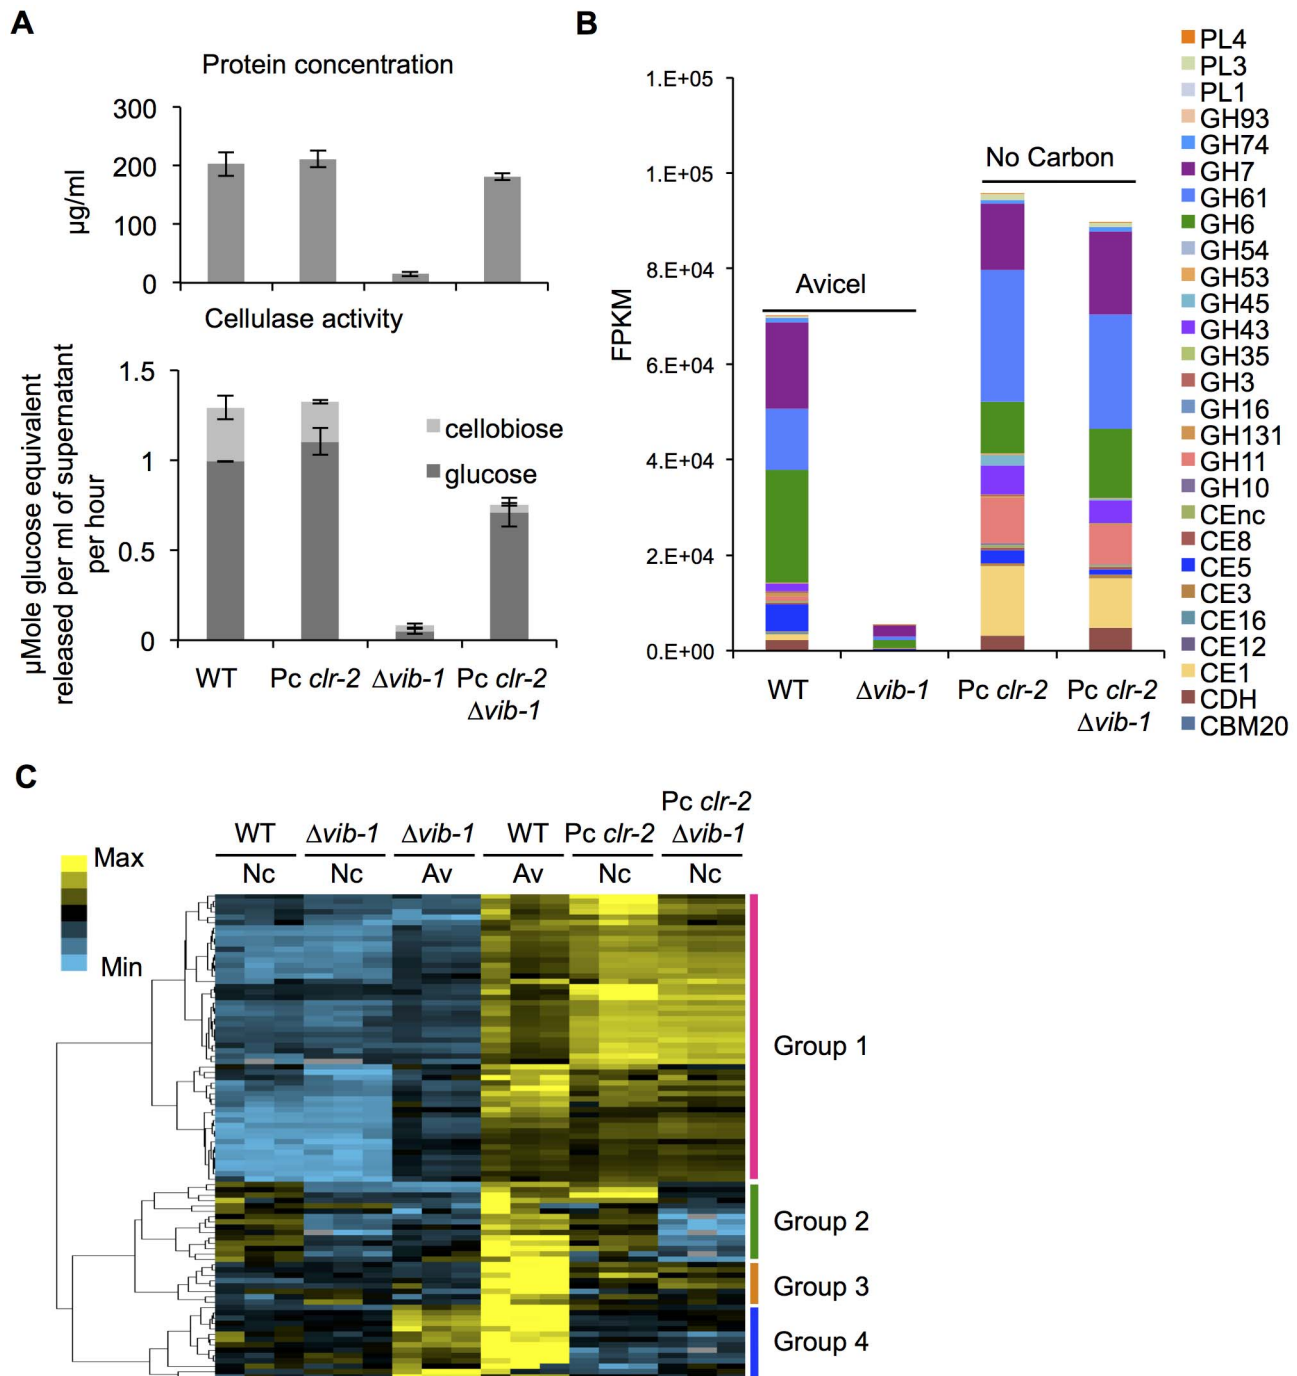 A
Protein concentration
300
200
100
0
µg/ml
Cellulase activity
1.5
1
0.5
0
µMole glucose equivalent
released per ml of supernatant
per hour
cellobiose
glucose
WT Pc clr-2 Δvib-1 Pc clr-2
Δvib-1
B
1.E+05
1.E+05
8.E+04
6.E+04
4.E+04
2.E+04
0.E+00
FPKM
Avicel
No Carbon
WT Δvib-1 Pc clr-2 Pc clr-2
Δvib-1
PL4
PL3
PL1
GH93
GH74
GH7
GH61
GH6
GH54
GH53
GH45
GH43
GH35
GH3
GH16
GH131
GH11
GH10
CEnc
CE8
CE5
CE3
CE16
CE12
CE1
CDH
CBM20
C
Max
Min
Pc clr-2
WT Δvib-1 Δvib-1 WT Pc clr-2 Δvib-1
Nc Nc Av Av Nc Nc
Group 1
Group 2
Group 3
Group 4